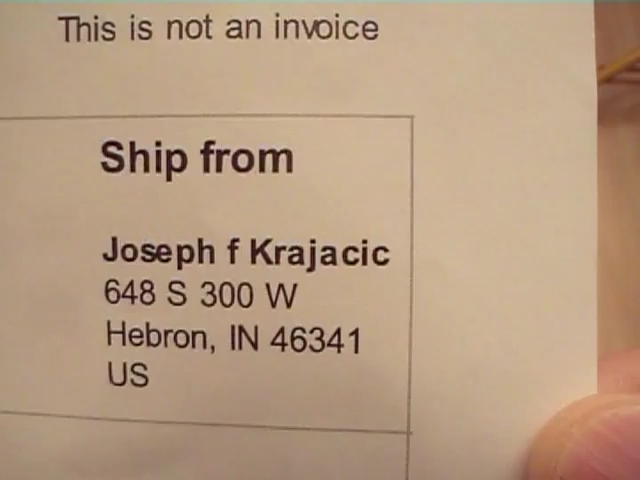 This is not an invoice
Ship from
Joseph f Krajacic
648 S 300 W
Hebron, IN 46341
US